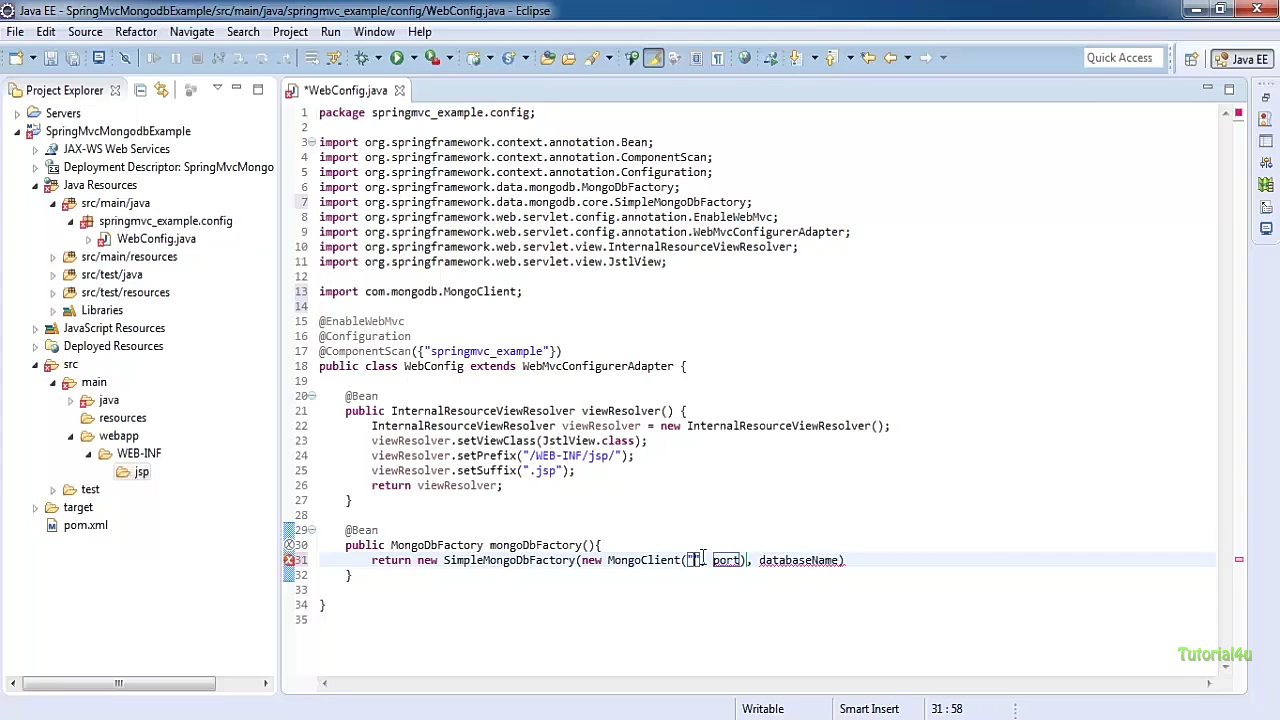 Java EE - SpringMvcMongodbExample/src/main/java/springmvc_example/config/WebConfig.java - Eclipse
File Edit Source Refactor Navigate Search Project Run Window Help
Quick Access
Java EE
Project Explorer
Servers
SpringMvcMongodbExample
JAX-WS Web Services
Deployment Descriptor: SpringMvcMongo
Java Resources
src/main/java
springmvc_example.config
WebConfig.java
src/main/resources
src/test/java
src/test/resources
Libraries
JavaScript Resources
Deployed Resources
src
main
java
resources
webapp
WEB-INF
jsp
test
target
pom.xml
*WebConfig.java
1 package springmvc_example.config;
2
3 import org.springframework.context.annotation.Bean;
4 import org.springframework.context.annotation.ComponentScan;
5 import org.springframework.context.annotation.Configuration;
6 import org.springframework.data.mongodb.MongoDbFactory;
7 import org.springframework.data.mongodb.core.SimpleMongoDbFactory;
8 import org.springframework.web.servlet.config.annotation.EnableWebMvc;
9 import org.springframework.web.servlet.config.annotation.WebMvcConfigurerAdapter;
10 import org.springframework.web.servlet.view.InternalResourceViewResolver;
11 import org.springframework.web.servlet.view.JstlView;
12
13 import com.mongodb.MongoClient;
14
15 @EnableWebMvc
16 @Configuration
17 @ComponentScan({"springmvc_example"})
18 public class WebConfig extends WebMvcConfigurerAdapter {
19
20 @Bean
21 public InternalResourceViewResolver viewResolver() {
22 InternalResourceViewResolver viewResolver = new InternalResourceViewResolver();
23 viewResolver.setViewClass(JstlView.class);
24 viewResolver.setPrefix("/WEB-INF/jsp/");
25 viewResolver.setSuffix(".jsp");
26 return viewResolver;
27 }
28
29 @Bean
30 public MongoDbFactory mongoDbFactory(){
31 return new SimpleMongoDbFactory(new MongoClient("", port), databaseName)
32 }
33
34 }
35
Tutorial4u
Writable Smart Insert 31 : 58